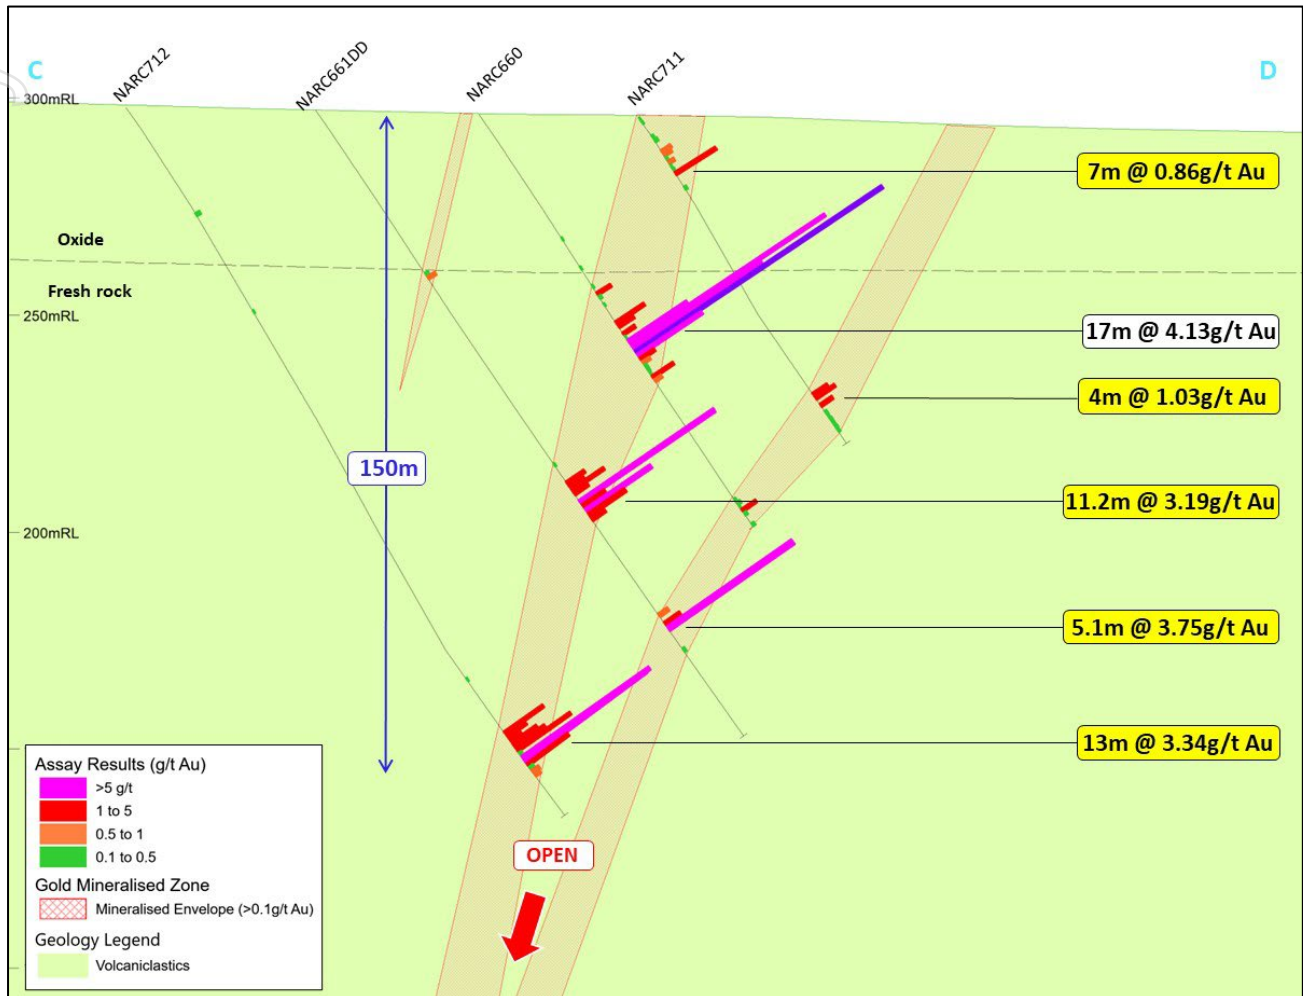 C
NARC712
NARC661DD
NARC660
NARC711
D
300mRL
7m @ 0.86g/t Au
Oxide
Fresh rock
250mRL
17m @ 4.13g/t Au
4m @ 1.03g/t Au
150m
11.2m @ 3.19g/t Au
200mRL
5.1m @ 3.75g/t Au
13m @ 3.34g/t Au
Assay Results (g/t Au)
>5 g/t
1 to 5
0.5 to 1
0.1 to 0.5
Gold Mineralised Zone
Mineralised Envelope (>0.1g/t Au)
Geology Legend
Volcaniclastics
OPEN